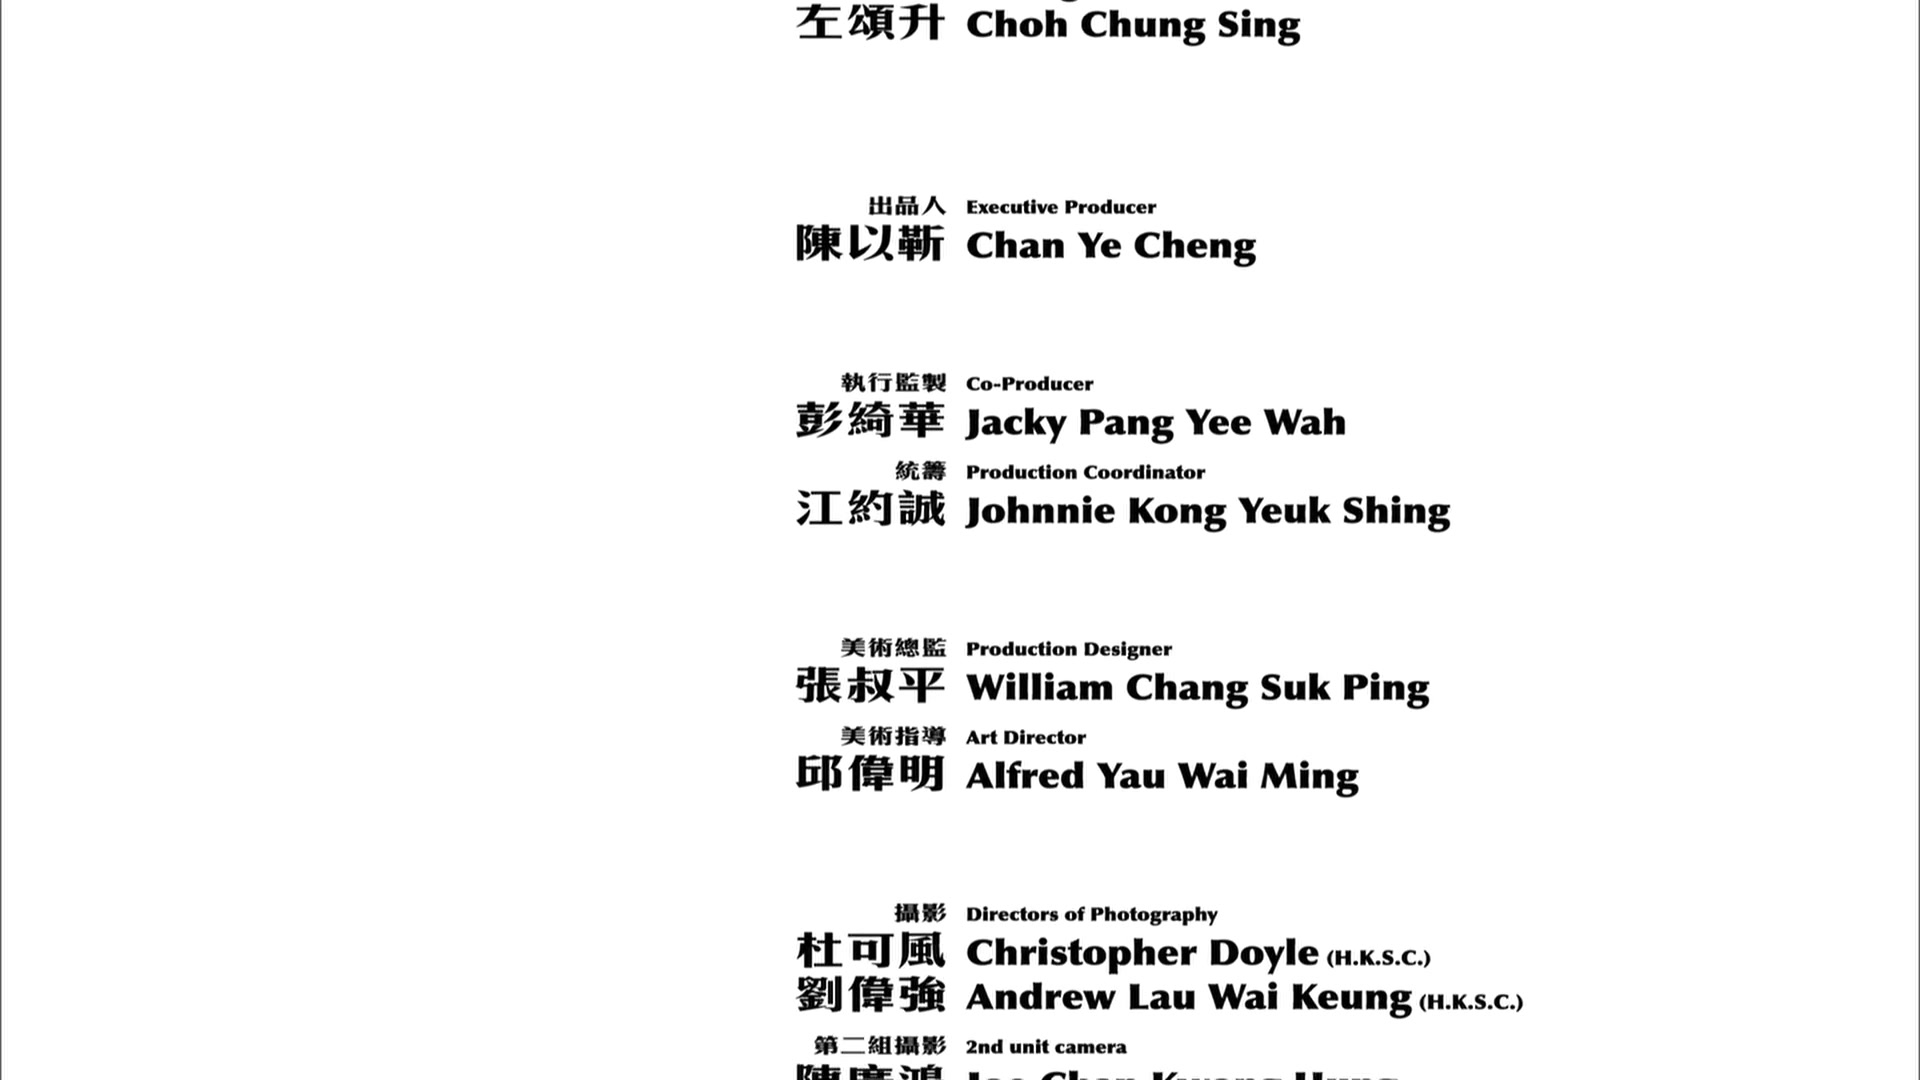 左頌升 Choh Chung Sing
出品人 Executive Producer
陳以靳 Chan Ye Cheng
執行監製 Co-Producer
彭綺華 Jacky Pang Yee Wah
統籌 Production Coordinator
江約誠 Johnnie Kong Yeuk Shing
美術總監 Production Designer
張叔平 William Chang Suk Ping
美術指導 Art Director
邱偉明 Alfred Yau Wai Ming
攝影 Directors of Photography
杜可風 Christopher Doyle (H.K.S.C.)
劉偉強 Andrew Lau Wai Keung (H.K.S.C.)
第二組攝影 2nd unit camera